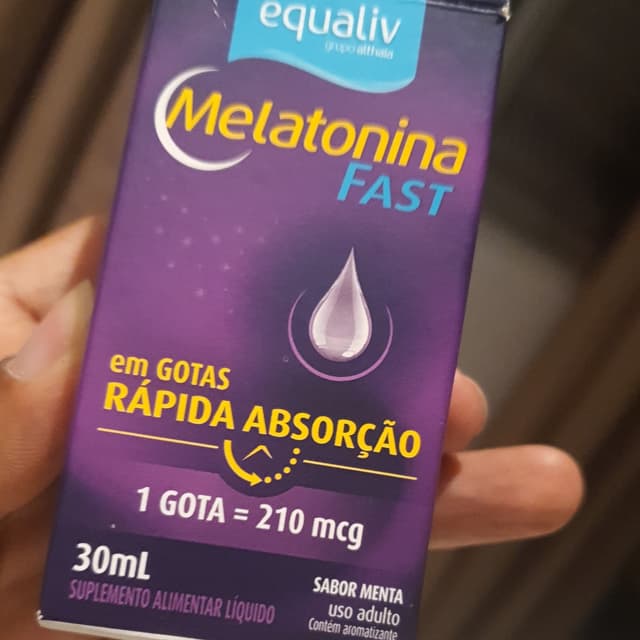 equaliv
grupo althaia
Melatonina
FAST
em GOTAS
RÁPIDA ABSORÇÃO
1 GOTA = 210 mcg
30mL
SUPLEMENTO ALIMENTAR LÍQUIDO
SABOR MENTA
uso adulto
Contém aromatizante